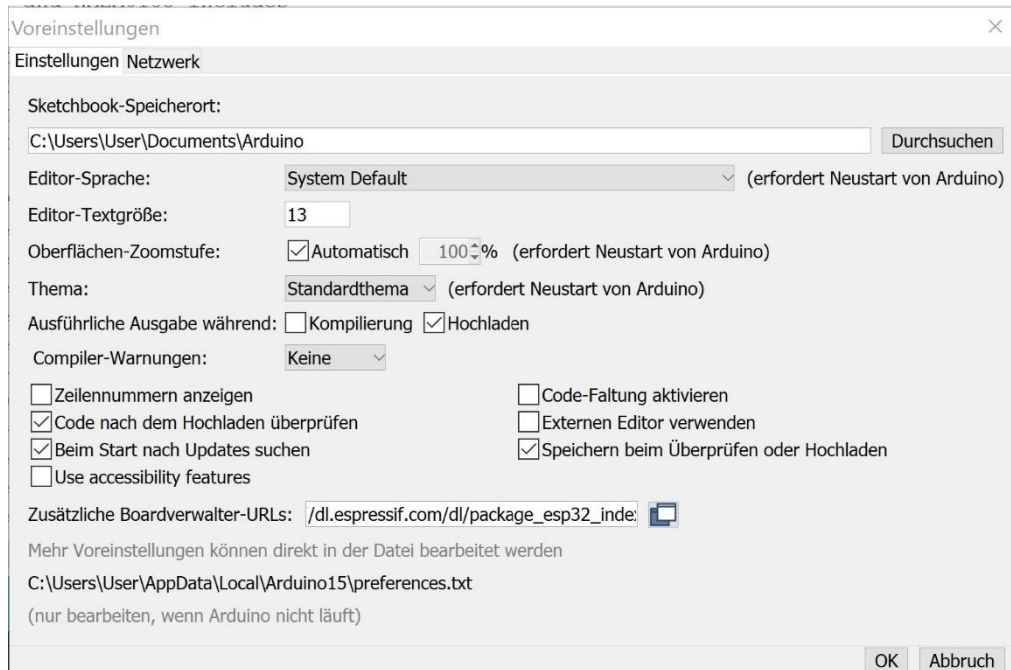 Voreinstellungen
Einstellungen Netzwerk
Sketchbook-Speicherort:
C:\Users\User\Documents\Arduino Durchsuchen
Editor-Sprache: System Default (erfordert Neustart von Arduino)
Editor-Textgröße: 13
Oberflächen-Zoomstufe: Automatisch 100 % (erfordert Neustart von Arduino)
Thema: Standardthema (erfordert Neustart von Arduino)
Ausführliche Ausgabe während: Kompilierung Hochladen
Compiler-Warnungen: Keine
Zeilennummern anzeigen Code-Faltung aktivieren
Code nach dem Hochladen überprüfen Externen Editor verwenden
Beim Start nach Updates suchen Speichern beim Überprüfen oder Hochladen
Use accessibility features
Zusätzliche Boardverwalter-URLs: /dl.espressif.com/dl/package_esp32_inde
Mehr Voreinstellungen können direkt in der Datei bearbeitet werden
C:\Users\User\AppData\Local\Arduino15\preferences.txt
(nur bearbeiten, wenn Arduino nicht läuft)
OK Abbruch